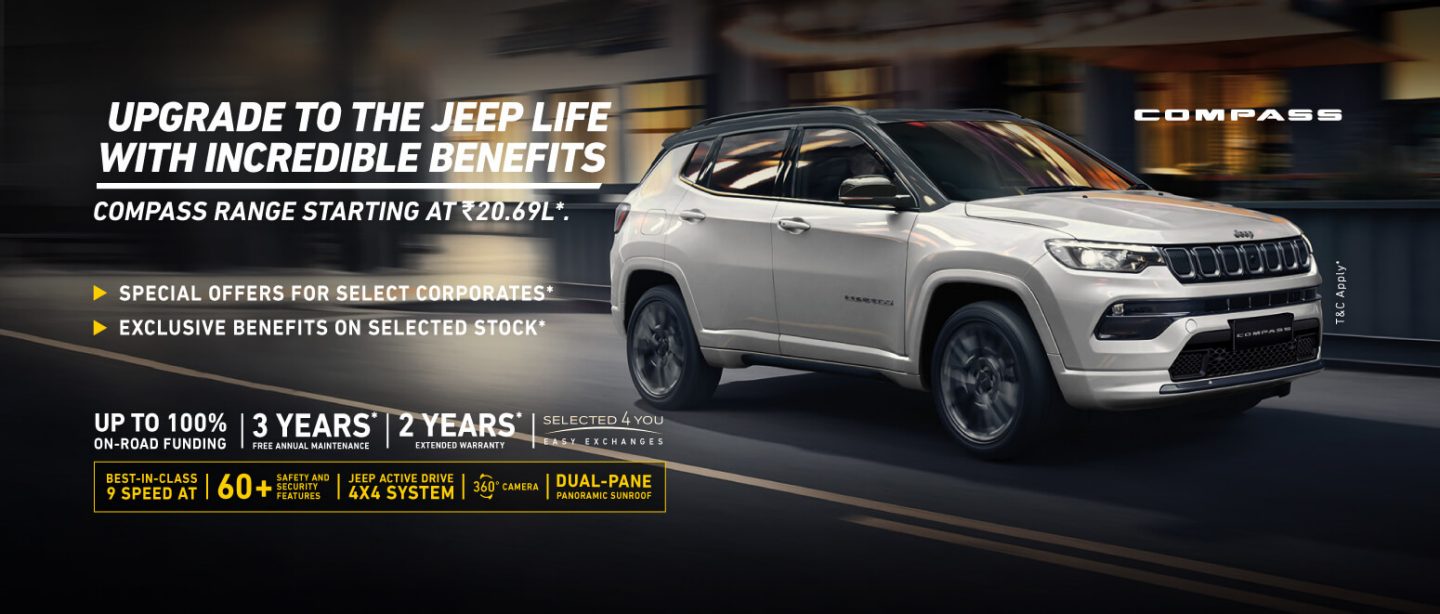 UPGRADE TO THE JEEP LIFE
WITH INCREDIBLE BENEFITS
COMPASS RANGE STARTING AT ₹20.69L*.
▶ SPECIAL OFFERS FOR SELECT CORPORATES*
▶ EXCLUSIVE BENEFITS ON SELECTED STOCK*
UP TO 100%
ON-ROAD FUNDING
3 YEARS*
FREE ANNUAL MAINTENANCE
2 YEARS*
EXTENDED WARRANTY
SELECTED 4 YOU
EASY EXCHANGES
BEST-IN-CLASS
9 SPEED AT
60+ SAFETY AND
SECURITY
FEATURES
JEEP ACTIVE DRIVE
4X4 SYSTEM
360° CAMERA
DUAL-PANE
PANORAMIC SUNROOF
COMPASS
Jeep
COMPASS
COMPASS
T&C Apply*